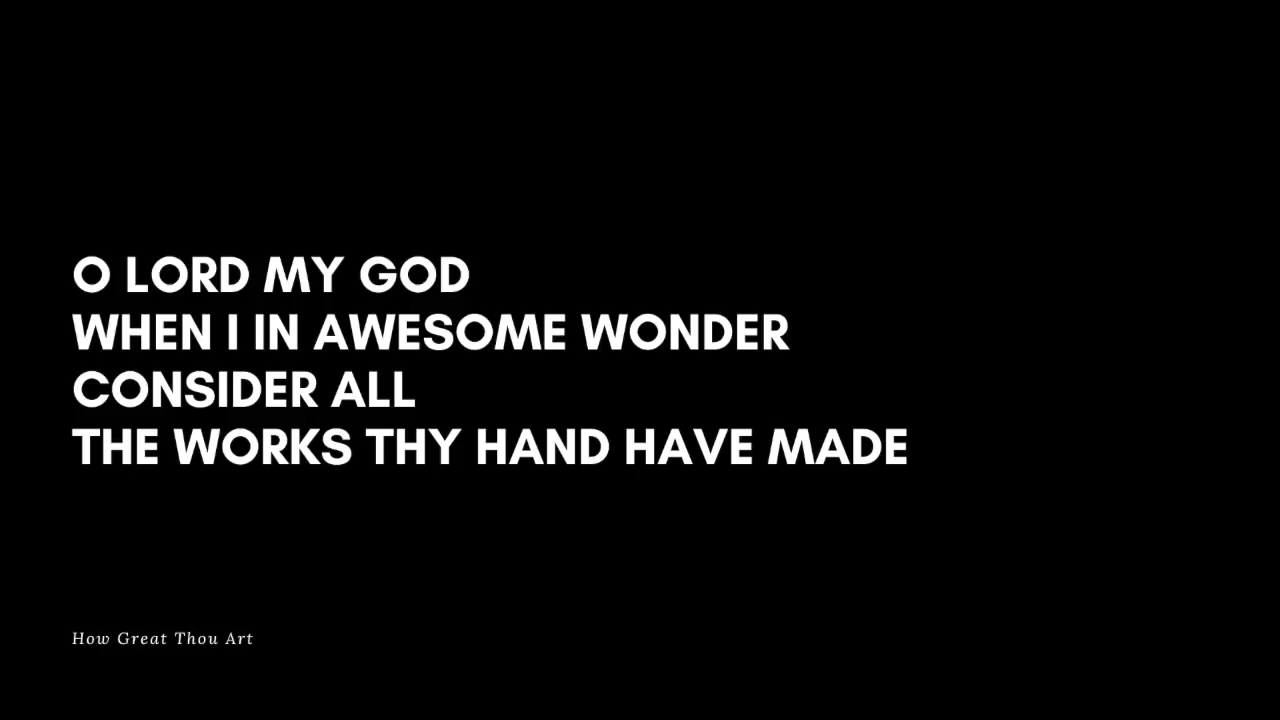 O LORD MY GOD
WHEN I IN AWESOME WONDER
CONSIDER ALL
THE WORKS THY HAND HAVE MADE
How Great Thou Art